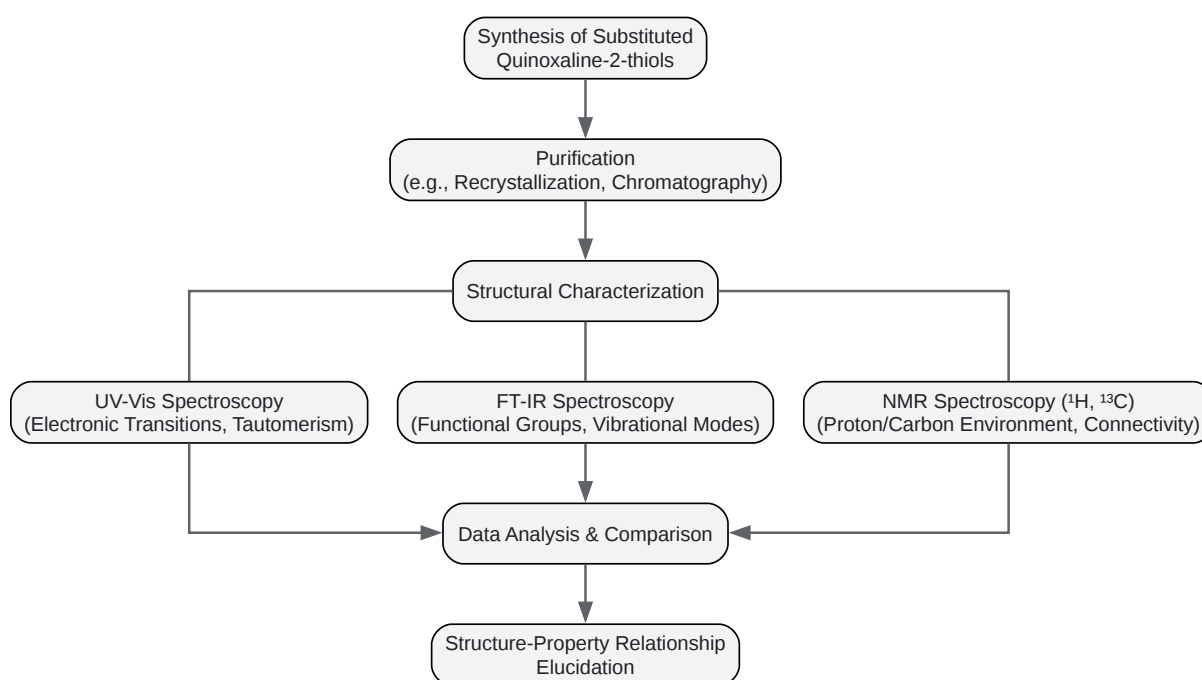 Synthesis of Substituted
Quinoxaline-2-thiols
Purification
(e.g., Recrystallization, Chromatography)
Structural Characterization
UV-Vis Spectroscopy
(Electronic Transitions, Tautomerism)
FT-IR Spectroscopy
(Functional Groups, Vibrational Modes)
NMR Spectroscopy (¹H, ¹³C)
(Proton/Carbon Environment, Connectivity)
Data Analysis & Comparison
Structure-Property Relationship
Elucidation